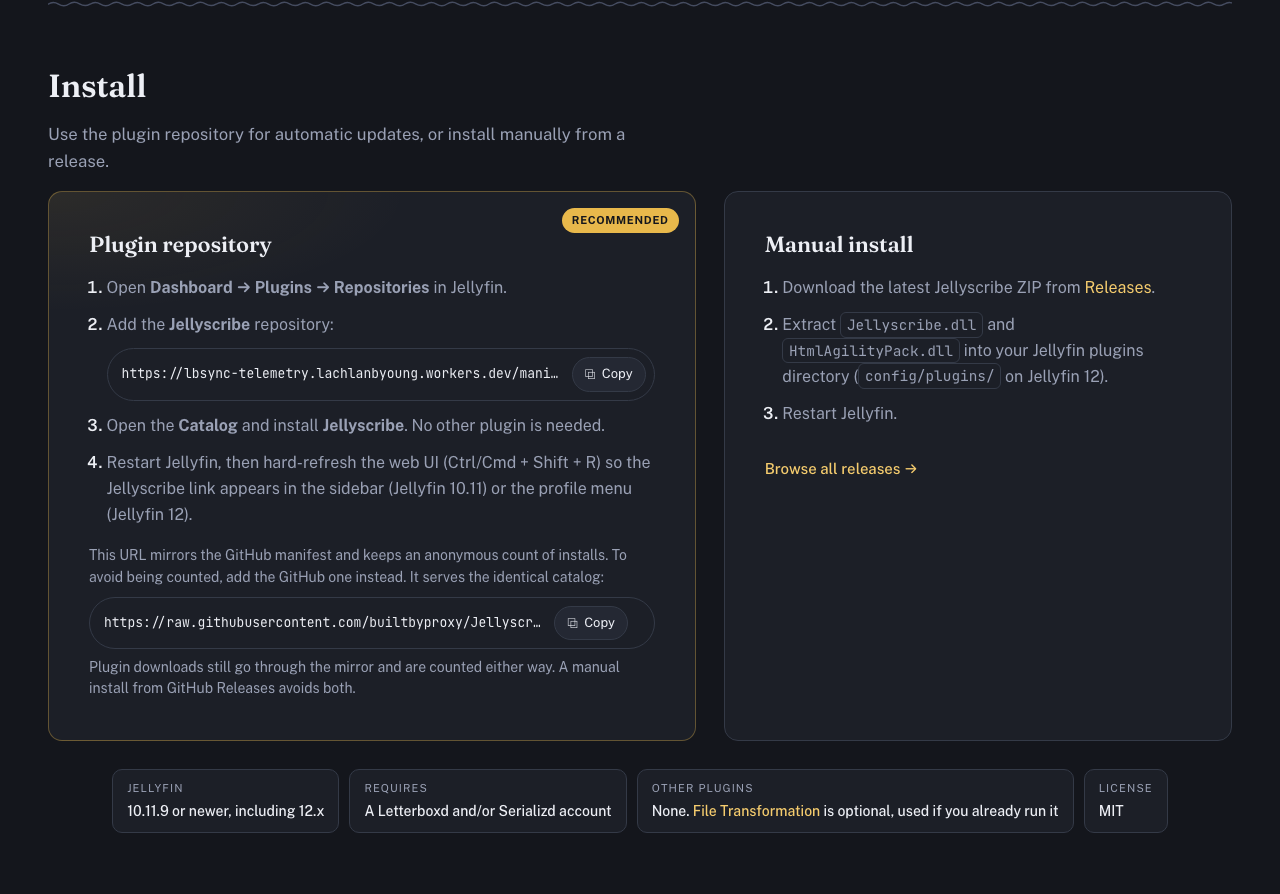 Install
Use the plugin repository for automatic updates, or install manually from a
release.
RECOMMENDED
Plugin repository
1. Open Dashboard → Plugins → Repositories in Jellyfin.
2. Add the Jellyscribe repository:
https://lbsync-telemetry.lachlanbyoung.workers.dev/mani…
Copy
3. Open the Catalog and install Jellyscribe. No other plugin is needed.
4. Restart Jellyfin, then hard-refresh the web UI (Ctrl/Cmd + Shift + R) so the
Jellyscribe link appears in the sidebar (Jellyfin 10.11) or the profile menu
(Jellyfin 12).
This URL mirrors the GitHub manifest and keeps an anonymous count of installs. To
avoid being counted, add the GitHub one instead. It serves the identical catalog:
https://raw.githubusercontent.com/builtbyproxy/Jellyscr…
Copy
Plugin downloads still go through the mirror and are counted either way. A manual
install from GitHub Releases avoids both.
Manual install
1. Download the latest Jellyscribe ZIP from Releases.
2. Extract Jellyscribe.dll and
HtmlAgilityPack.dll into your Jellyfin plugins
directory (config/plugins/ on Jellyfin 12).
3. Restart Jellyfin.
Browse all releases →
JELLYFIN
10.11.9 or newer, including 12.x
REQUIRES
A Letterboxd and/or Serializd account
OTHER PLUGINS
None. File Transformation is optional, used if you already run it
LICENSE
MIT